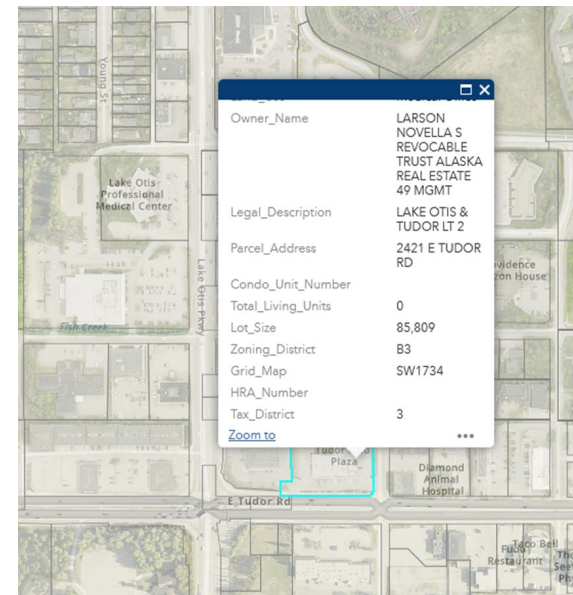 Young St
Lake Otis
Professional
Medical Center
Lake Otis Pkwy
Fish Creek
Owner_Name
LARSON
NOVELLA S
REVOCABLE
TRUST ALASKA
REAL ESTATE
49 MGMT
Legal_Description
LAKE OTIS &
TUDOR LT 2
Parcel_Address
2421 E TUDOR
RD
Condo_Unit_Number
Total_Living_Units
0
Lot_Size
85,809
Zoning_District
B3
Grid_Map
SW1734
HRA_Number
Tax_District
3
Zoom to
Plaza
Diamond
Animal
Hospital
E Tudor Rd
Taco Bell
Restaurant